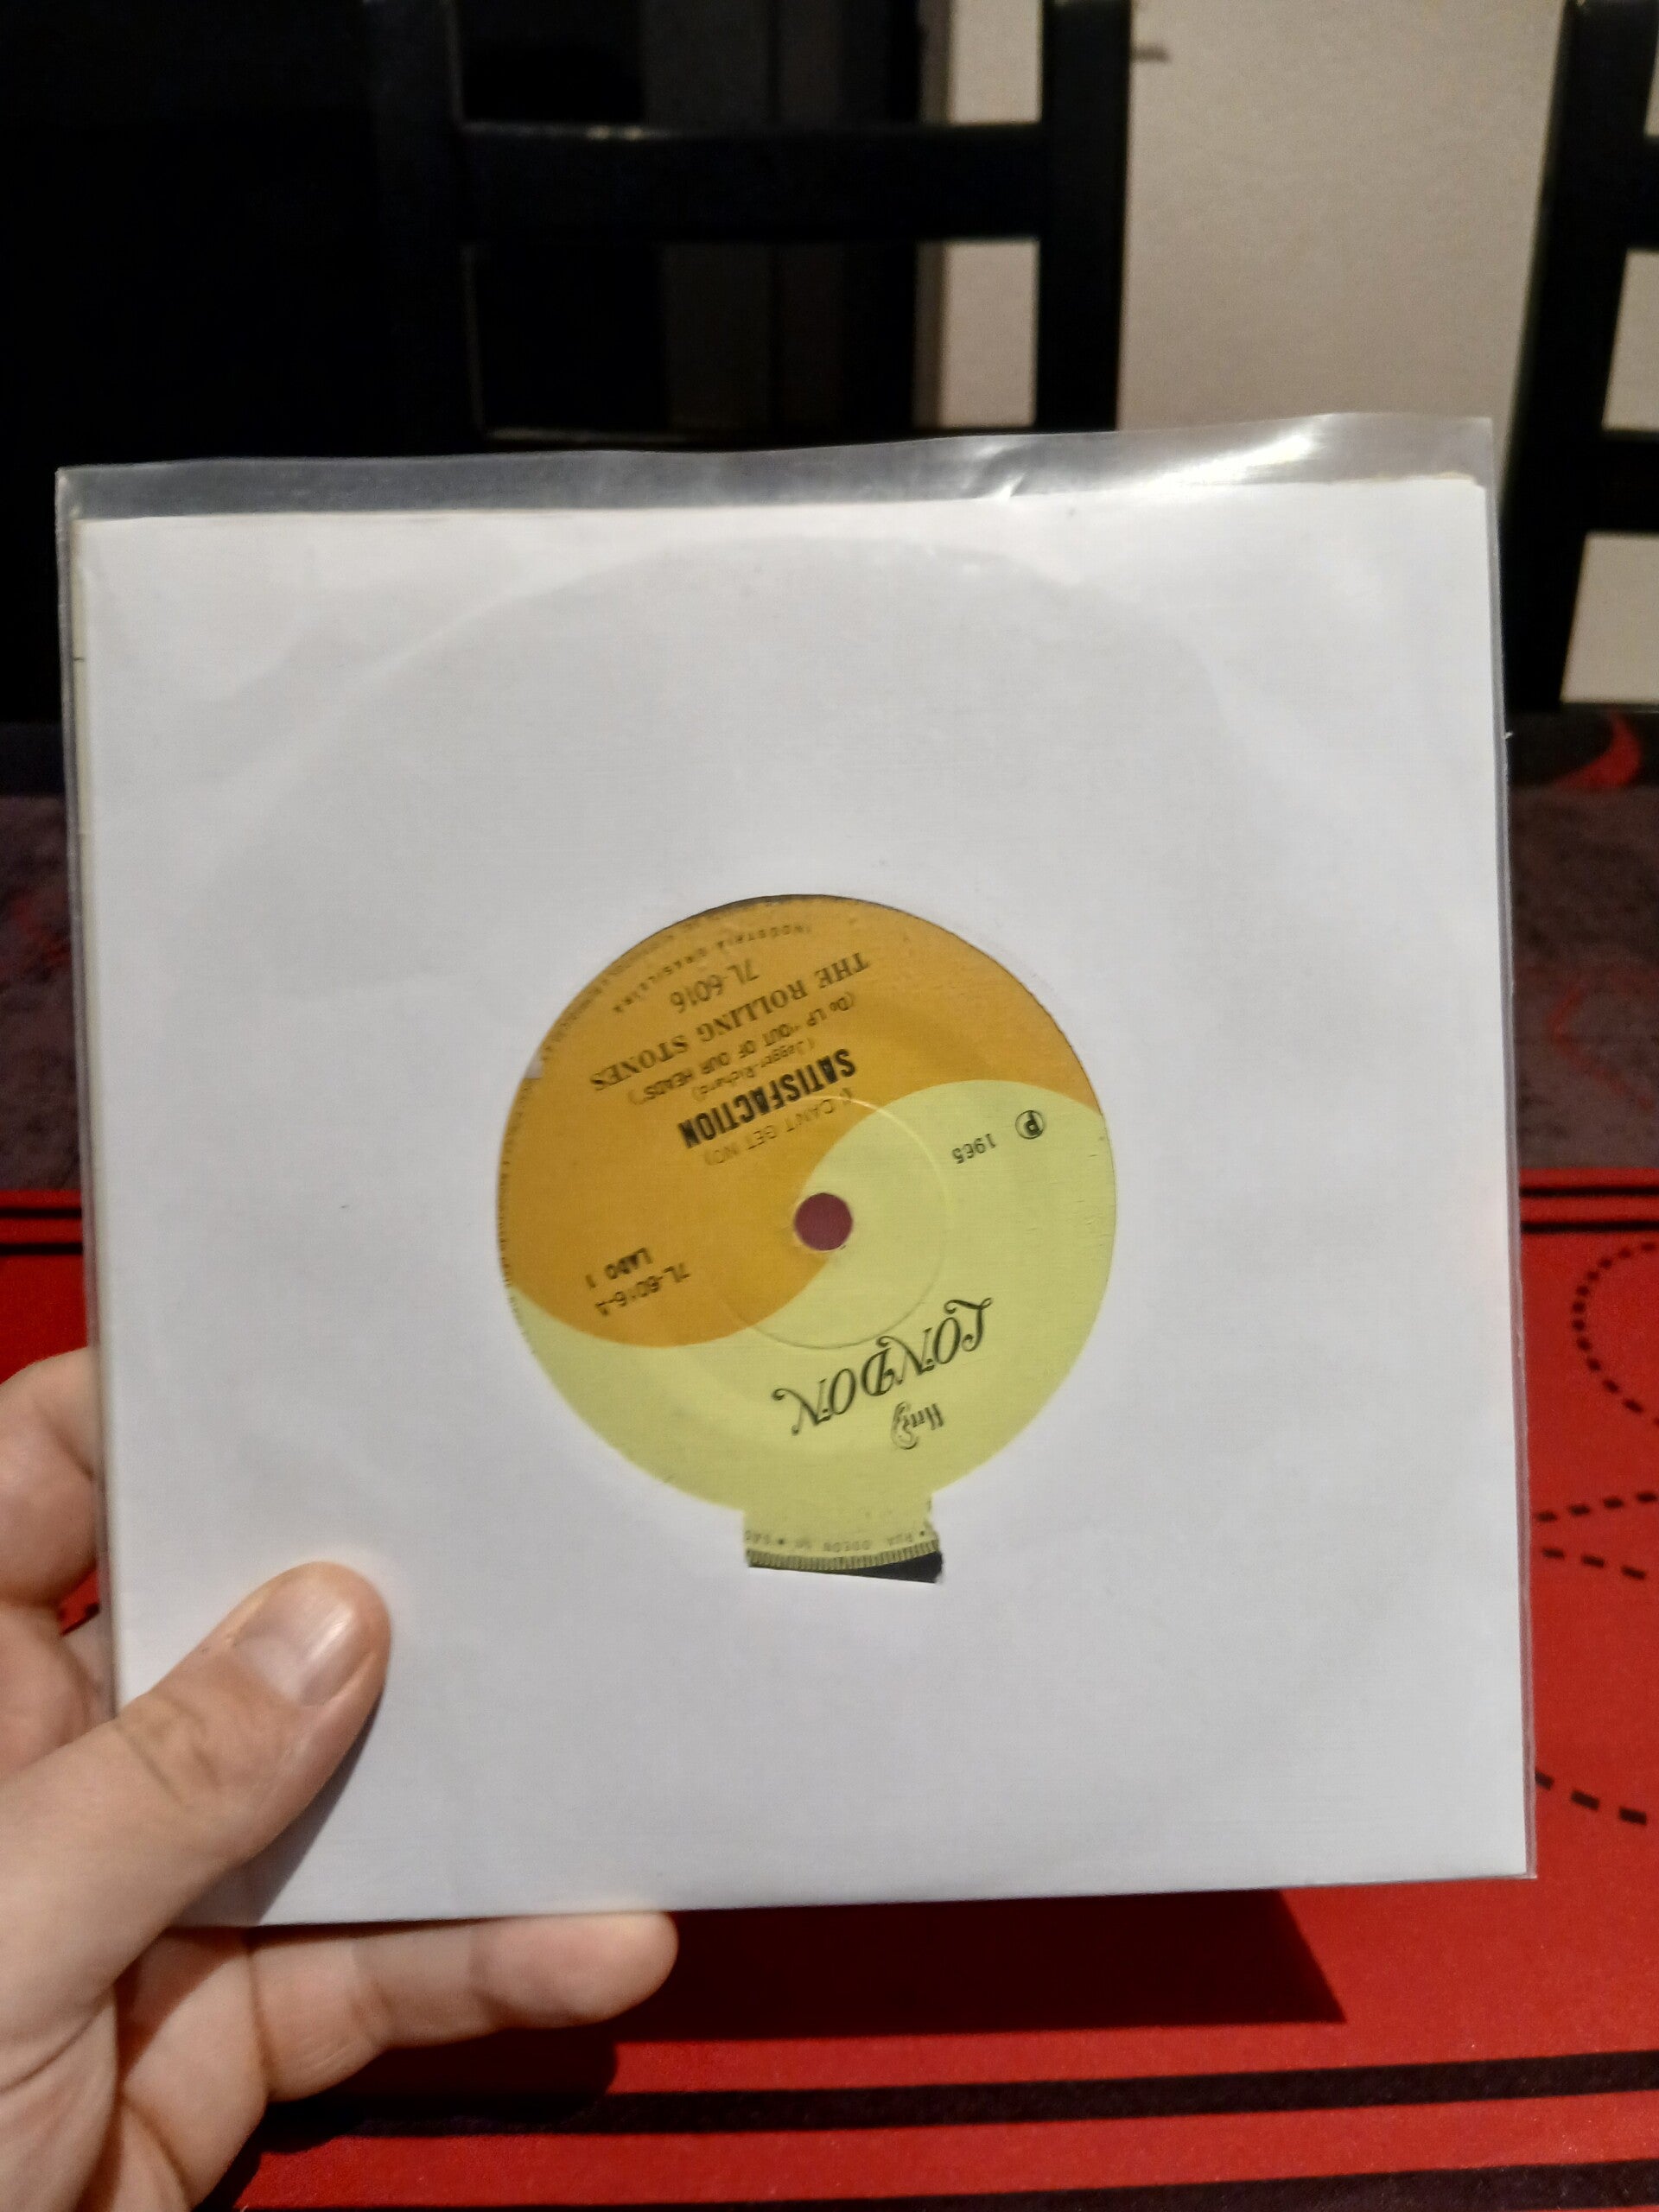 LONDON
Ⓟ 1965
7L-6016-A
LADO 1
(I CAN'T GET NO)
SATISFACTION
(Jagger-Richard)
(Do LP "OUT OF OUR HEADS")
THE ROLLING STONES
7L-6016
INDÚSTRIA BRASILEIRA